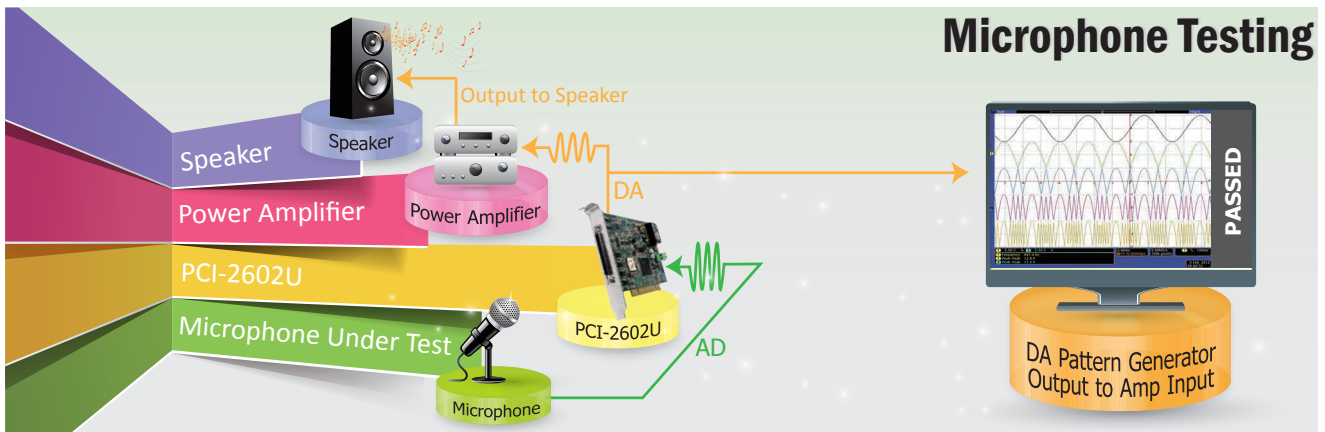 Microphone Testing
Output to Speaker
Speaker
Speaker
Power Amplifier
Power Amplifier
DA
PCI-2602U
PCI-2602U
Microphone Under Test
Microphone
AD
PASSED
DA Pattern Generator
Output to Amp Input